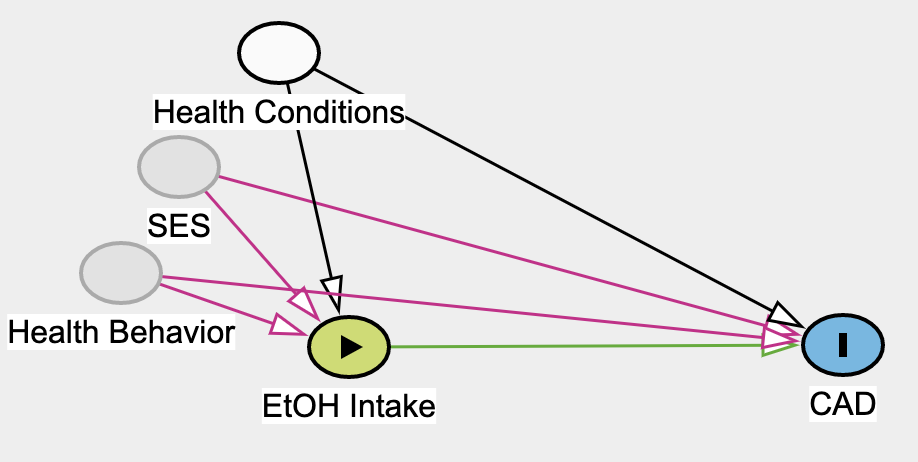 Health Conditions
SES
Health Behavior
EtOH Intake
CAD